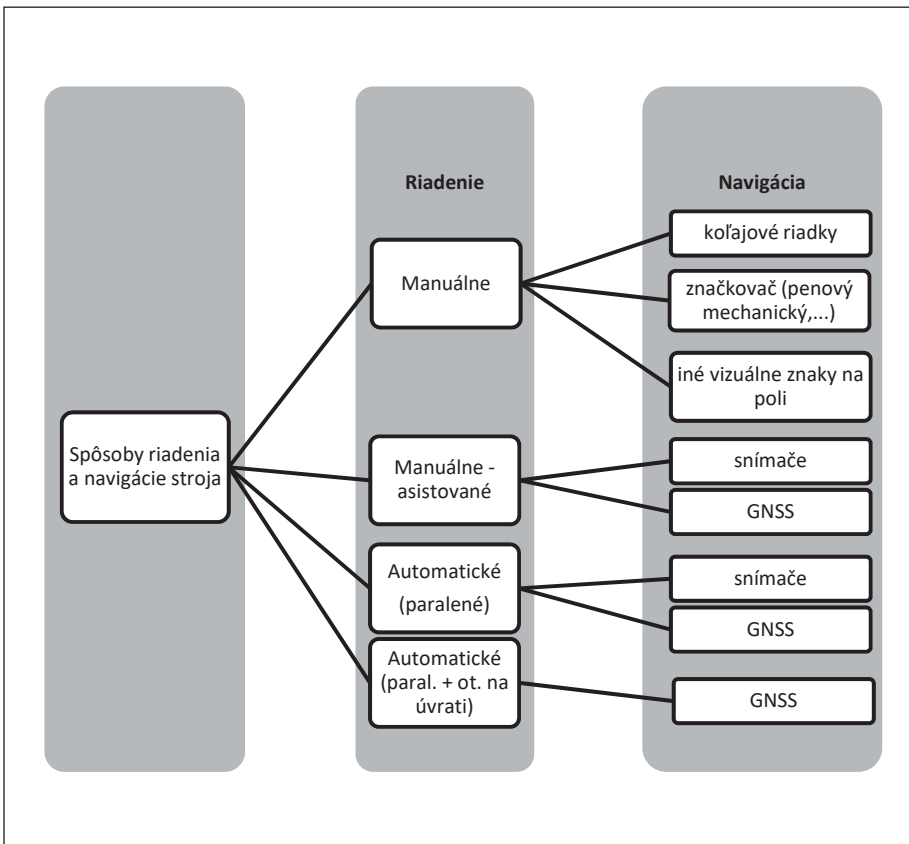 Riadenie
Navigácia
Spôsoby riadenia
a navigácie stroja
Manuálne
koľajové riadky
značkovač (penový
mechanický,...)
iné vizuálne znaky na
poli
Manuálne -
asistované
snímače
GNSS
Automatické
(paralené)
snímače
GNSS
Automatické
(paral. + ot. na
úvrati)
GNSS